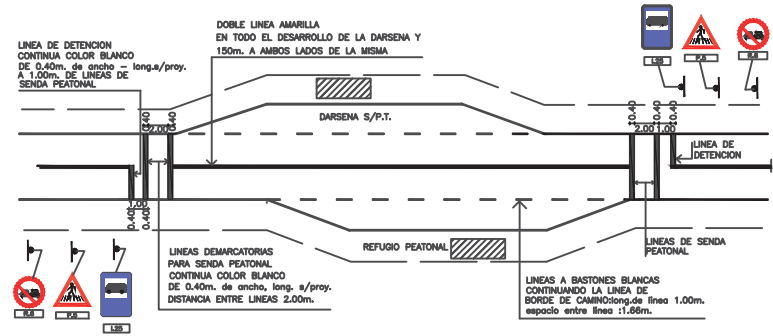 DOBLE LINEA AMARILLA
EN TODO EL DESARROLLO DE LA DARSENA Y
150m. A AMBOS LADOS DE LA MISMA
LINEA DE DETENCION
CONTINUA COLOR BLANCO
DE 0.40m. de ancho – long.s/proy.
A 1.00m. DE LINEAS DE
SENDA PEATONAL
L25
P.5
R.6
DARSENA S/P.T.
0.40
2.00
0.40
0.40
0.40
0.40
2.00
1.00
LINEA DE
DETENCION
1.00
0.40
0.40
REFUGIO PEATONAL
LINEAS DE SENDA
PEATONAL
LINEAS DEMARCATORIAS
PARA SENDA PEATONAL
CONTINUA COLOR BLANCO
DE 0.40m. de ancho, long. s/proy.
DISTANCIA ENTRE LINEAS 2.00m.
LINEAS A BASTONES BLANCAS
CONTINUANDO LA LINEA DE
BORDE DE CAMINO:long.de linea 1.00m.
espacio entre linea :1.66m.
R.6
P.5
L25